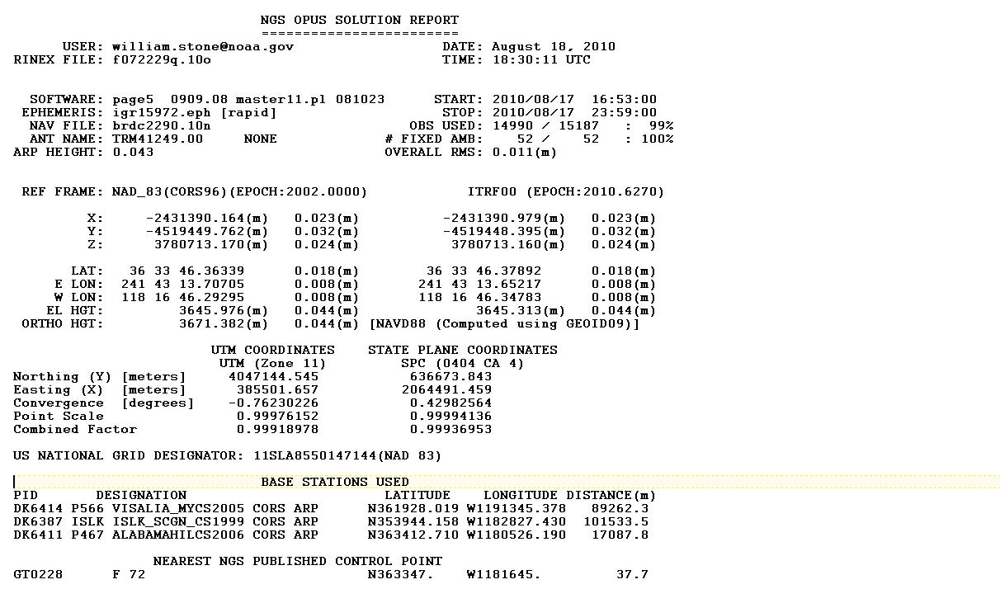 NGS OPUS SOLUTION REPORT
========================
USER: william.stone@noaa.gov DATE: August 18, 2010
RINEX FILE: f072229q.10o TIME: 18:30:11 UTC
SOFTWARE: page5 0909.08 master11.pl 081023 START: 2010/08/17 16:53:00
EPHEMERIS: igr15972.eph [rapid] STOP: 2010/08/17 23:59:00
NAV FILE: brdc2290.10n OBS USED: 14990 / 15187 : 99%
ANT NAME: TRM41249.00 NONE # FIXED AMB: 52 / 52 : 100%
ARP HEIGHT: 0.043 OVERALL RMS: 0.011(m)
REF FRAME: NAD_83(CORS96)(EPOCH:2002.0000) ITRF00 (EPOCH:2010.6270)
X: -2431390.164(m) 0.023(m) -2431390.979(m) 0.023(m)
Y: -4519449.762(m) 0.032(m) -4519448.395(m) 0.032(m)
Z: 3780713.170(m) 0.024(m) 3780713.160(m) 0.024(m)
LAT: 36 33 46.36339 0.018(m) 36 33 46.37892 0.018(m)
E LON: 241 43 13.70705 0.008(m) 241 43 13.65217 0.008(m)
W LON: 118 16 46.29295 0.008(m) 118 16 46.34783 0.008(m)
EL HGT: 3645.976(m) 0.044(m) 3645.313(m) 0.044(m)
ORTHO HGT: 3671.382(m) 0.044(m) [NAVD88 (Computed using GEOID09)]
UTM COORDINATES STATE PLANE COORDINATES
UTM (Zone 11) SPC (0404 CA 4)
Northing (Y) [meters] 4047144.545 636673.843
Easting (X) [meters] 385501.657 2064491.459
Convergence [degrees] -0.76230226 0.42982564
Point Scale 0.99976152 0.99994136
Combined Factor 0.99918978 0.99936953
US NATIONAL GRID DESIGNATOR: 11SLA8550147144(NAD 83)
BASE STATIONS USED
PID DESIGNATION LATITUDE LONGITUDE DISTANCE(m)
DK6414 P566 VISALIA_MYCS2005 CORS ARP N361928.019 W1191345.378 89262.3
DK6387 ISLK ISLK_SCGN_CS1999 CORS ARP N353944.158 W1182827.430 101533.5
DK6411 P467 ALABAMAHILCS2006 CORS ARP N363412.710 W1180526.190 17087.8
NEAREST NGS PUBLISHED CONTROL POINT
GT0228 F 72 N363347. W1181645. 37.7